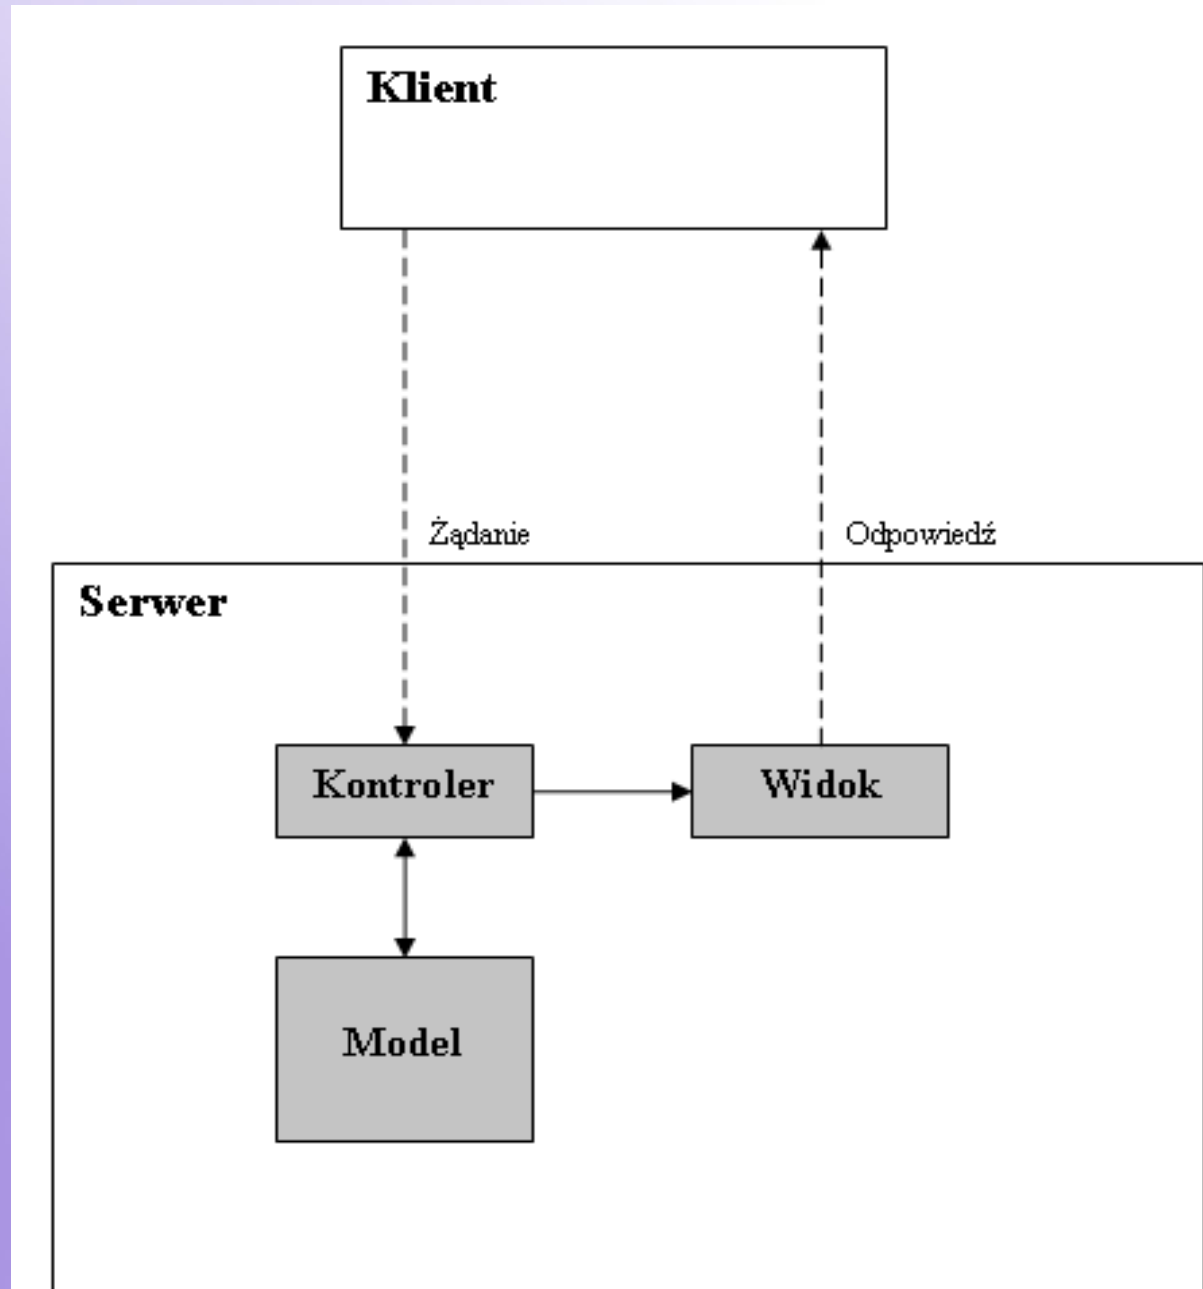 Klient
Żądanie
Odpowiedź
Serwer
Kontroler
Widok
Model